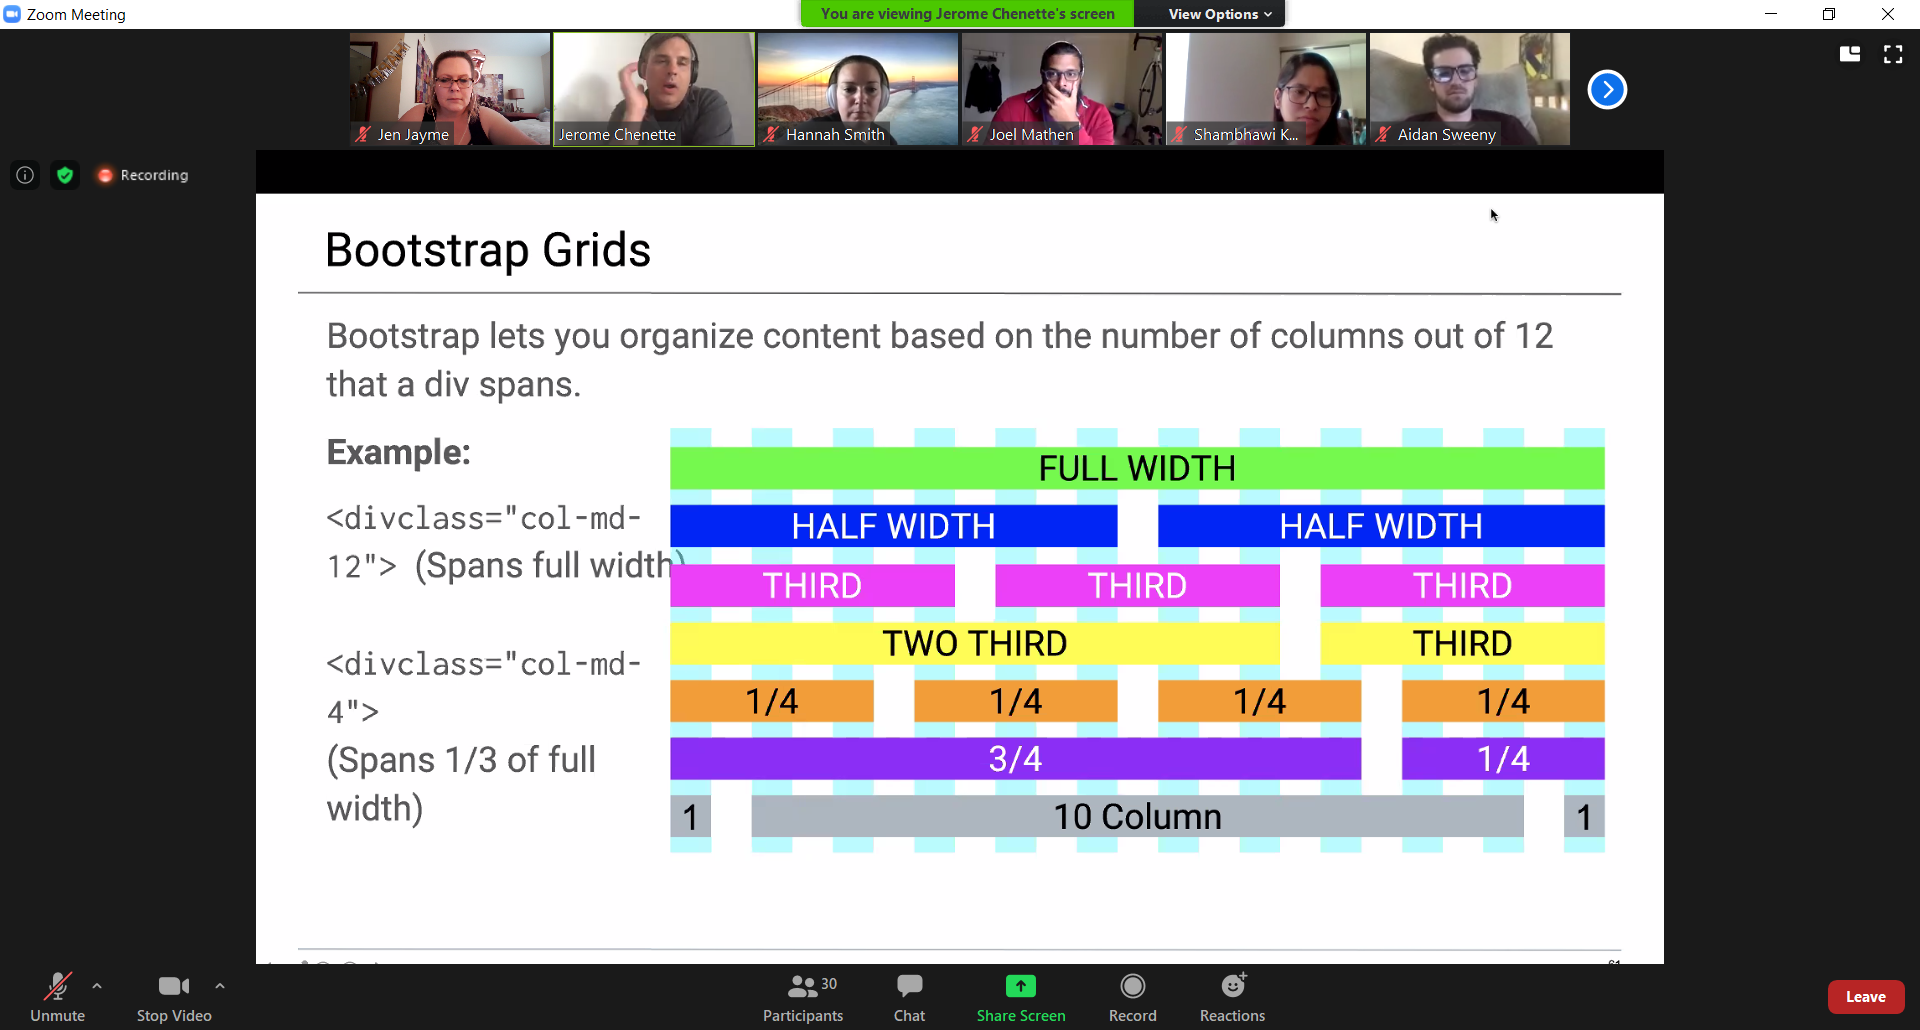 Zoom Meeting
You are viewing Jerome Chenette's screen
View Options
Jen Jayme
Jerome Chenette
Hannah Smith
Joel Mathen
Shambhawi K...
Aidan Sweeny
Recording
Bootstrap Grids
Bootstrap lets you organize content based on the number of columns out of 12
that a div spans.
Example:
<divclass="col-md-
12"> (Spans full width)
<divclass="col-md-
4">
(Spans 1/3 of full
width)
FULL WIDTH
HALF WIDTH HALF WIDTH
THIRD THIRD THIRD
TWO THIRD THIRD
1/4 1/4 1/4 1/4
3/4 1/4
1 10 Column 1
Unmute
Stop Video
30
Participants
Chat
Share Screen
Record
Reactions
Leave